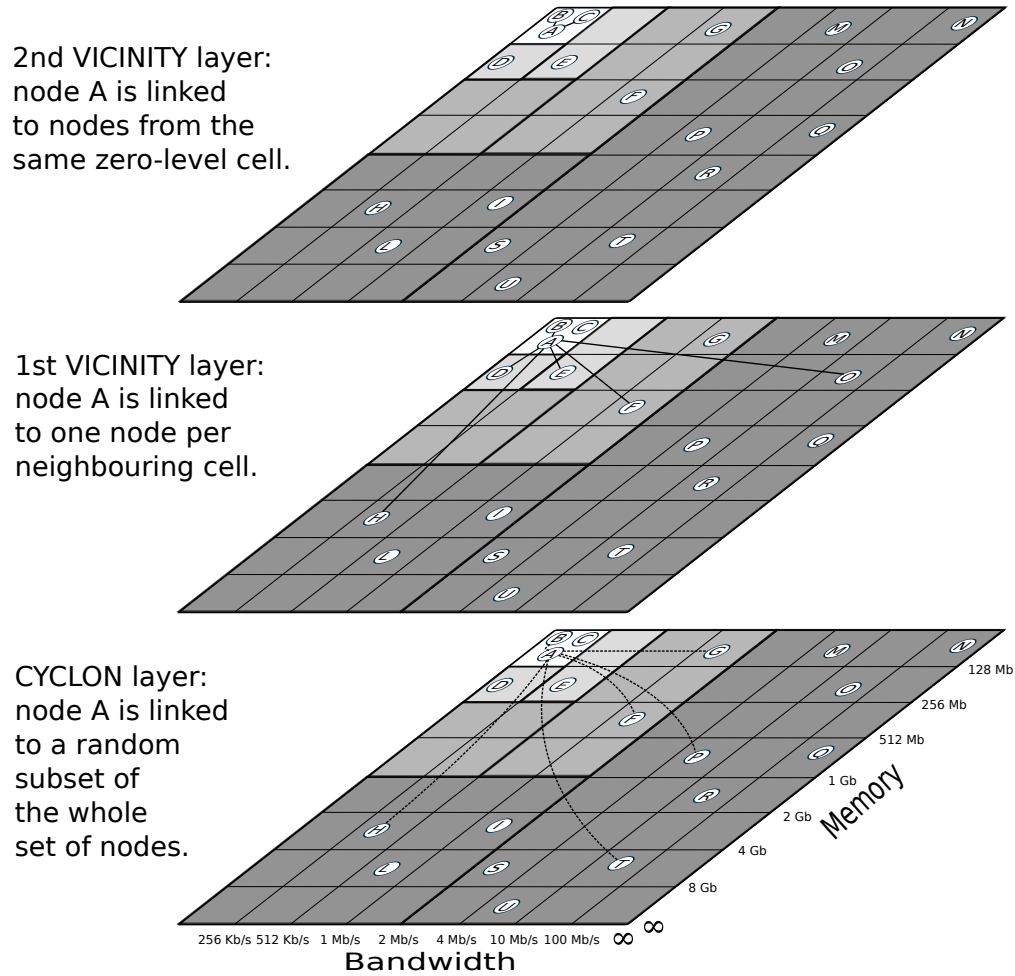 2nd VICINITY layer:
node A is linked
to nodes from the
same zero-level cell.
B C G M N
A
D E O
F
P Q
R
H I
L S T
U
1st VICINITY layer:
node A is linked
to one node per
neighbouring cell.
B C G M N
A
D E O
F
P Q
R
H I
L S T
U
CYCLON layer:
node A is linked
to a random
subset of
the whole
set of nodes.
B C G M N
A
D E O
F
P Q
R
H I
L S T
U
128 Mb
256 Mb
512 Mb
1 Gb
2 Gb
4 Gb
8 Gb
∞
Memory
256 Kb/s 512 Kb/s 1 Mb/s 2 Mb/s 4 Mb/s 10 Mb/s 100 Mb/s ∞
Bandwidth